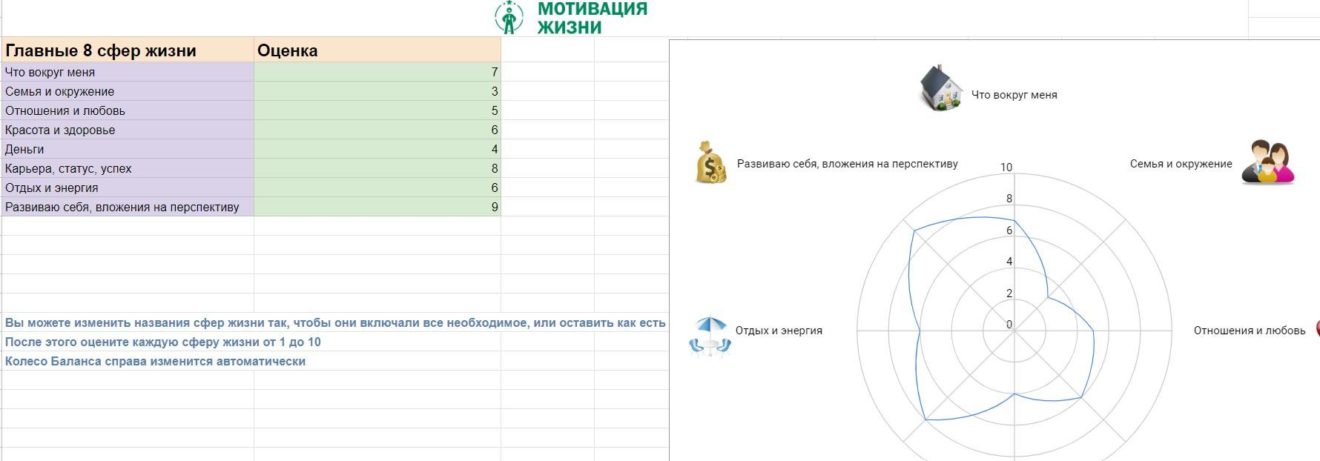 МОТИВАЦИЯ
ЖИЗНИ
Главные 8 сфер жизни Оценка
Что вокруг меня 7
Семья и окружение 3
Отношения и любовь 5
Красота и здоровье 6
Деньги 4
Карьера, статус, успех 8
Отдых и энергия 6
Развиваю себя, вложения на перспективу 9
Вы можете изменить названия сфер жизни так, чтобы они включали все необходимое, или оставить как есть
После этого оцените каждую сферу жизни от 1 до 10
Колесо Баланса справа изменится автоматически
Что вокруг меня
Развиваю себя, вложения на перспективу
Семья и окружение
10
8
6
4
2
0
Отдых и энергия
Отношения и любовь